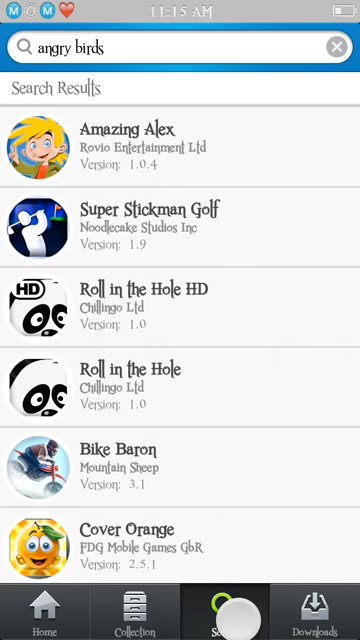 M M
11:15 AM
angry birds
Search Results
Amazing Alex
Rovio Entertainment Ltd
Version: 1.0.4
Super Stickman Golf
Noodlecake Studios Inc
Version: 1.9
HD
Roll in the Hole HD
Chillingo Ltd
Version: 1.0
Roll in the Hole
Chillingo Ltd
Version: 1.0
Bike Baron
Mountain Sheep
Version: 3.1
Cover Orange
FDG Mobile Games GbR
Version: 2.5.1
Home
Collection
Downloads